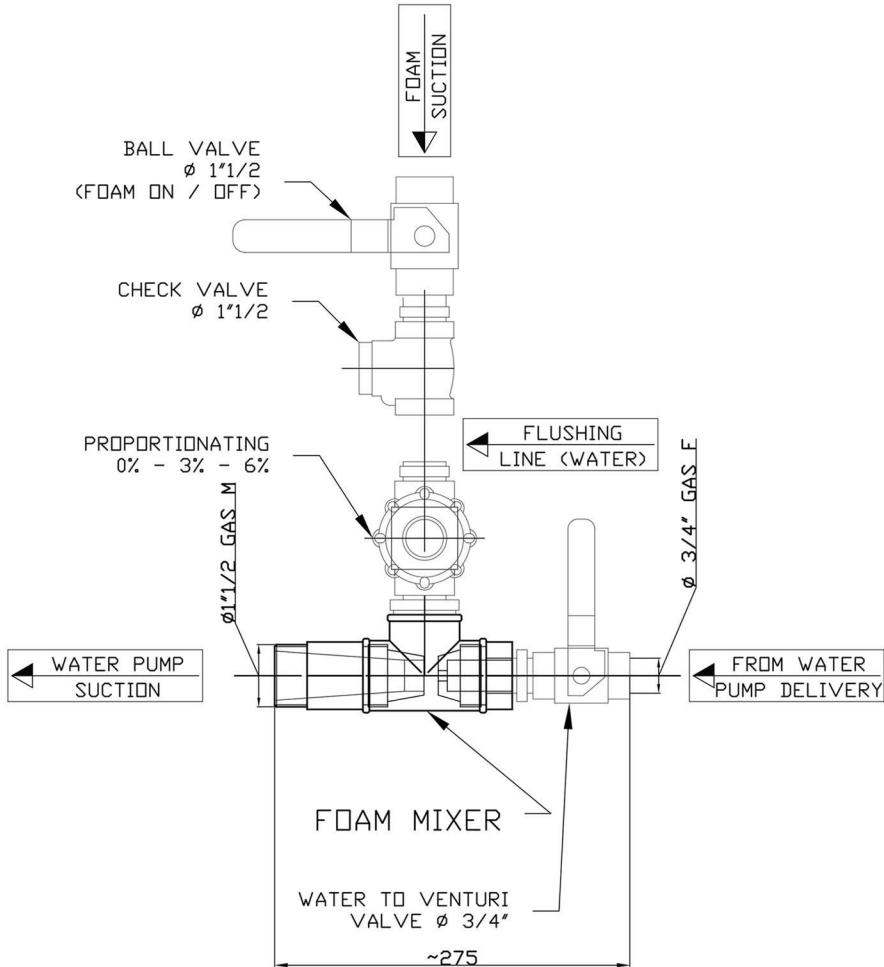 FOAM
SUCTION
BALL VALVE
ø 1"1/2
(FOAM ON / OFF)
CHECK VALVE
ø 1"1/2
FLUSHING
LINE (WATER)
PROPORTIONATING
0% - 3% - 6%
ø1"1/2 GAS M
ø 3/4" GAS F
WATER PUMP
SUCTION
FROM WATER
PUMP DELIVERY
FOAM MIXER
WATER TO VENTURI
VALVE ø 3/4"
~275